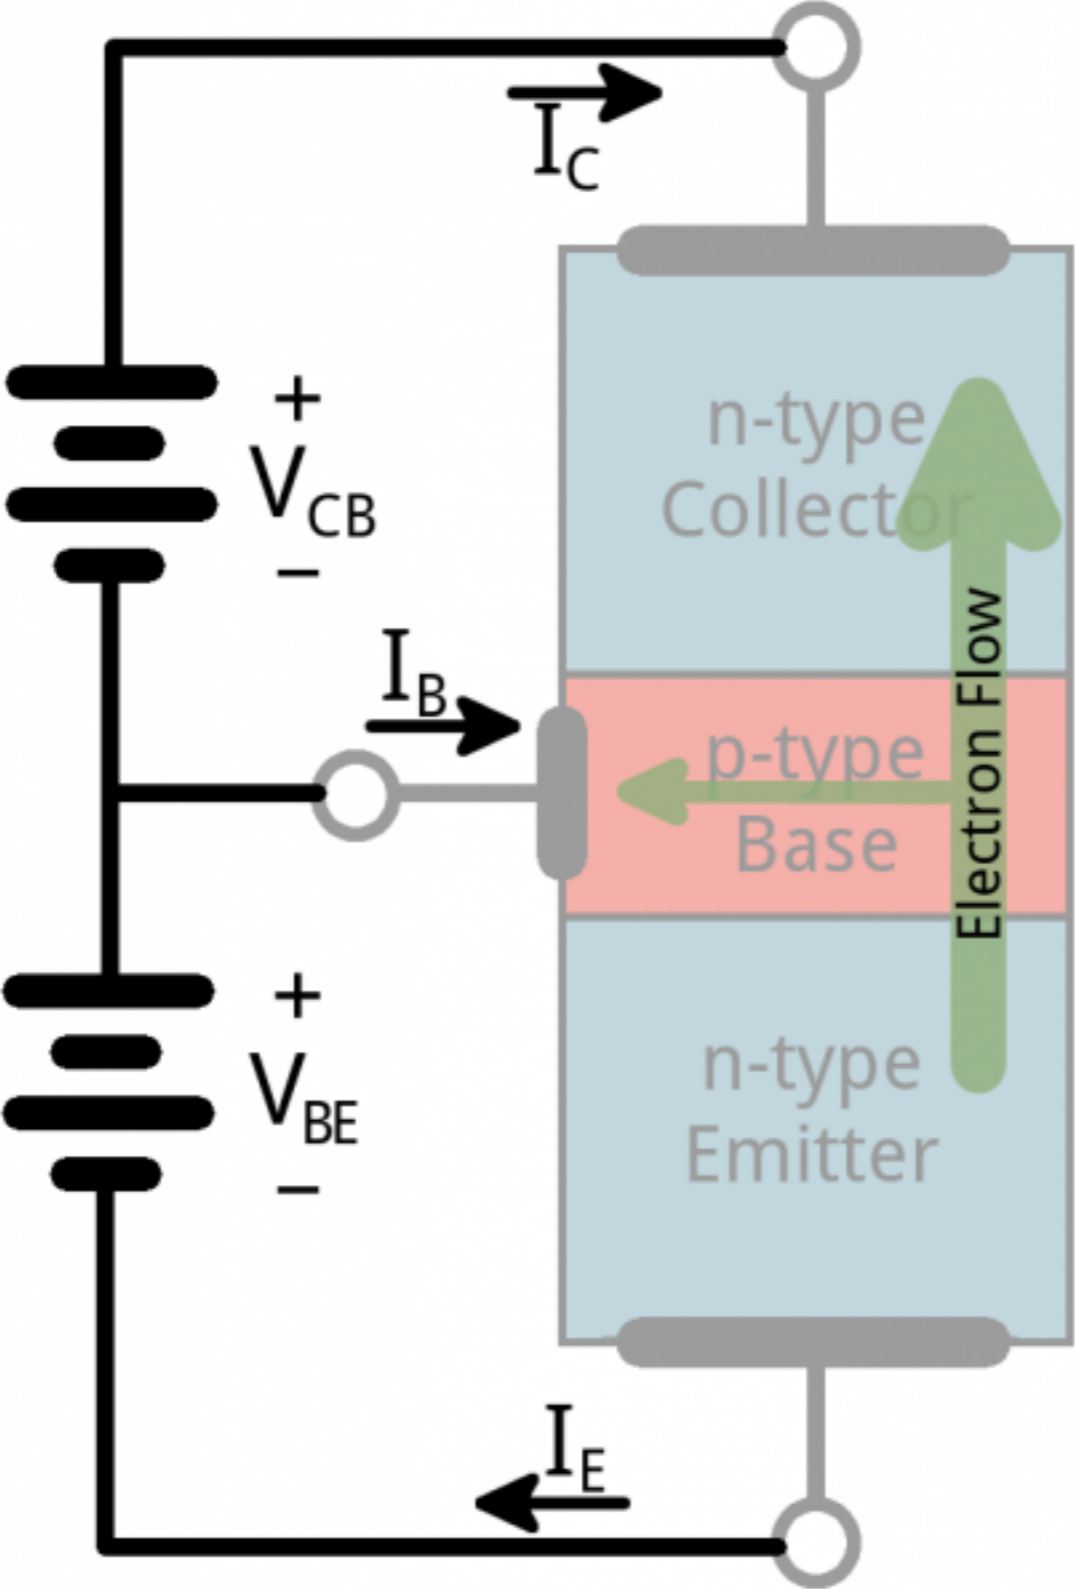 I_C
+
V_CB
−
n-type
Collector
I_B
p-type
Base
Electron Flow
+
V_BE
−
n-type
Emitter
I_E